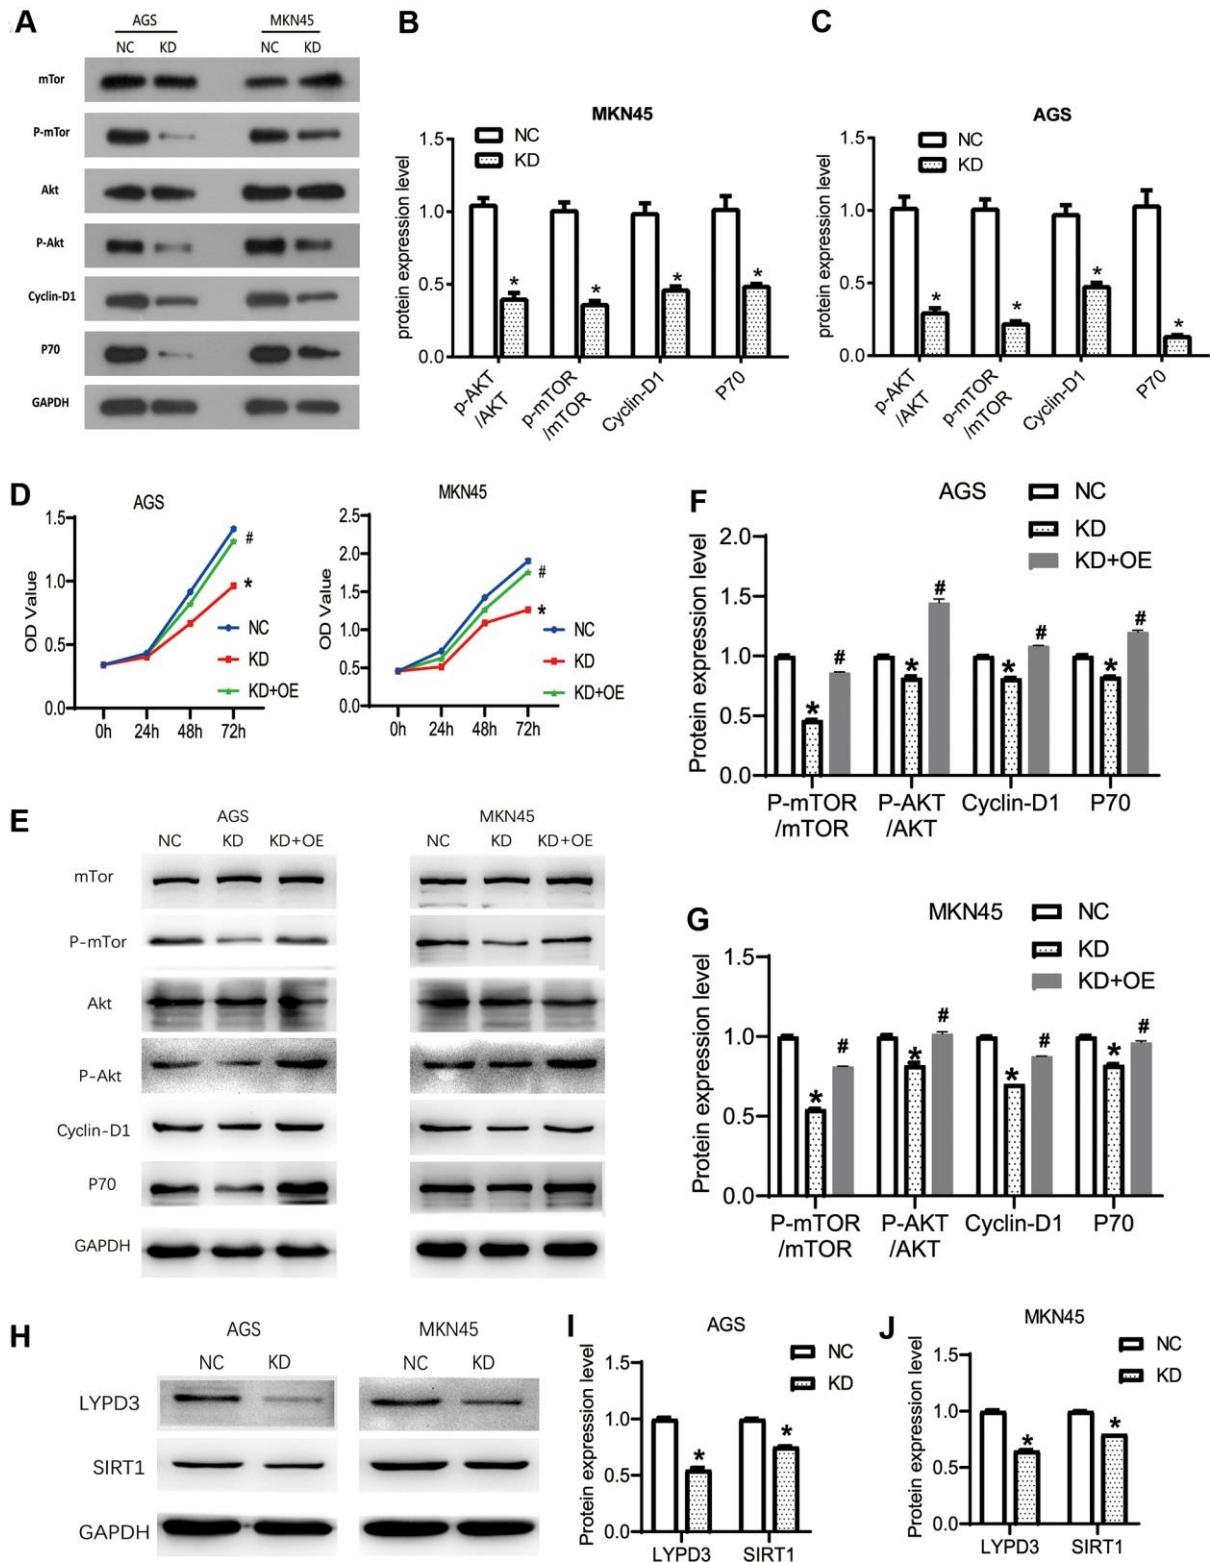 A
AGS MKN45
NC KD NC KD
mTor
P-mTor
Akt
P-Akt
Cyclin-D1
P70
GAPDH
B
MKN45
NC
KD
protein expression level
1.5
1.0
0.5
0.0
p-AKT
/AKT
p-mTOR
/mTOR
Cyclin-D1
P70
* * * *
C
AGS
NC
KD
protein expression level
1.5
1.0
0.5
0.0
p-AKT
/AKT
p-mTOR
/mTOR
Cyclin-D1
P70
* * * *
D
AGS
OD Value
1.5
1.0
0.5
0.0
0h 24h 48h 72h
#
*
NC
KD
KD+OE
MKN45
OD Value
2.5
2.0
1.5
1.0
0.5
0.0
0h 24h 48h 72h
#
*
NC
KD
KD+OE
E
AGS MKN45
NC KD KD+OE NC KD KD+OE
mTor
P-mTor
Akt
P-Akt
Cyclin-D1
P70
GAPDH
F
AGS
NC
KD
KD+OE
Protein expression level
2.0
1.5
1.0
0.5
0.0
* # * # * # * #
P-mTOR P-AKT Cyclin-D1 P70
/mTOR /AKT
G
MKN45
NC
KD
KD+OE
Protein expression level
1.5
1.0
0.5
0.0
* # * # * # * #
P-mTOR P-AKT Cyclin-D1 P70
/mTOR /AKT
H
AGS MKN45
NC KD NC KD
LYPD3
SIRT1
GAPDH
I
AGS
NC
KD
Protein expression level
1.5
1.0
0.5
0.0
* *
LYPD3 SIRT1
J
MKN45
NC
KD
Protein expression level
1.5
1.0
0.5
0.0
* *
LYPD3 SIRT1